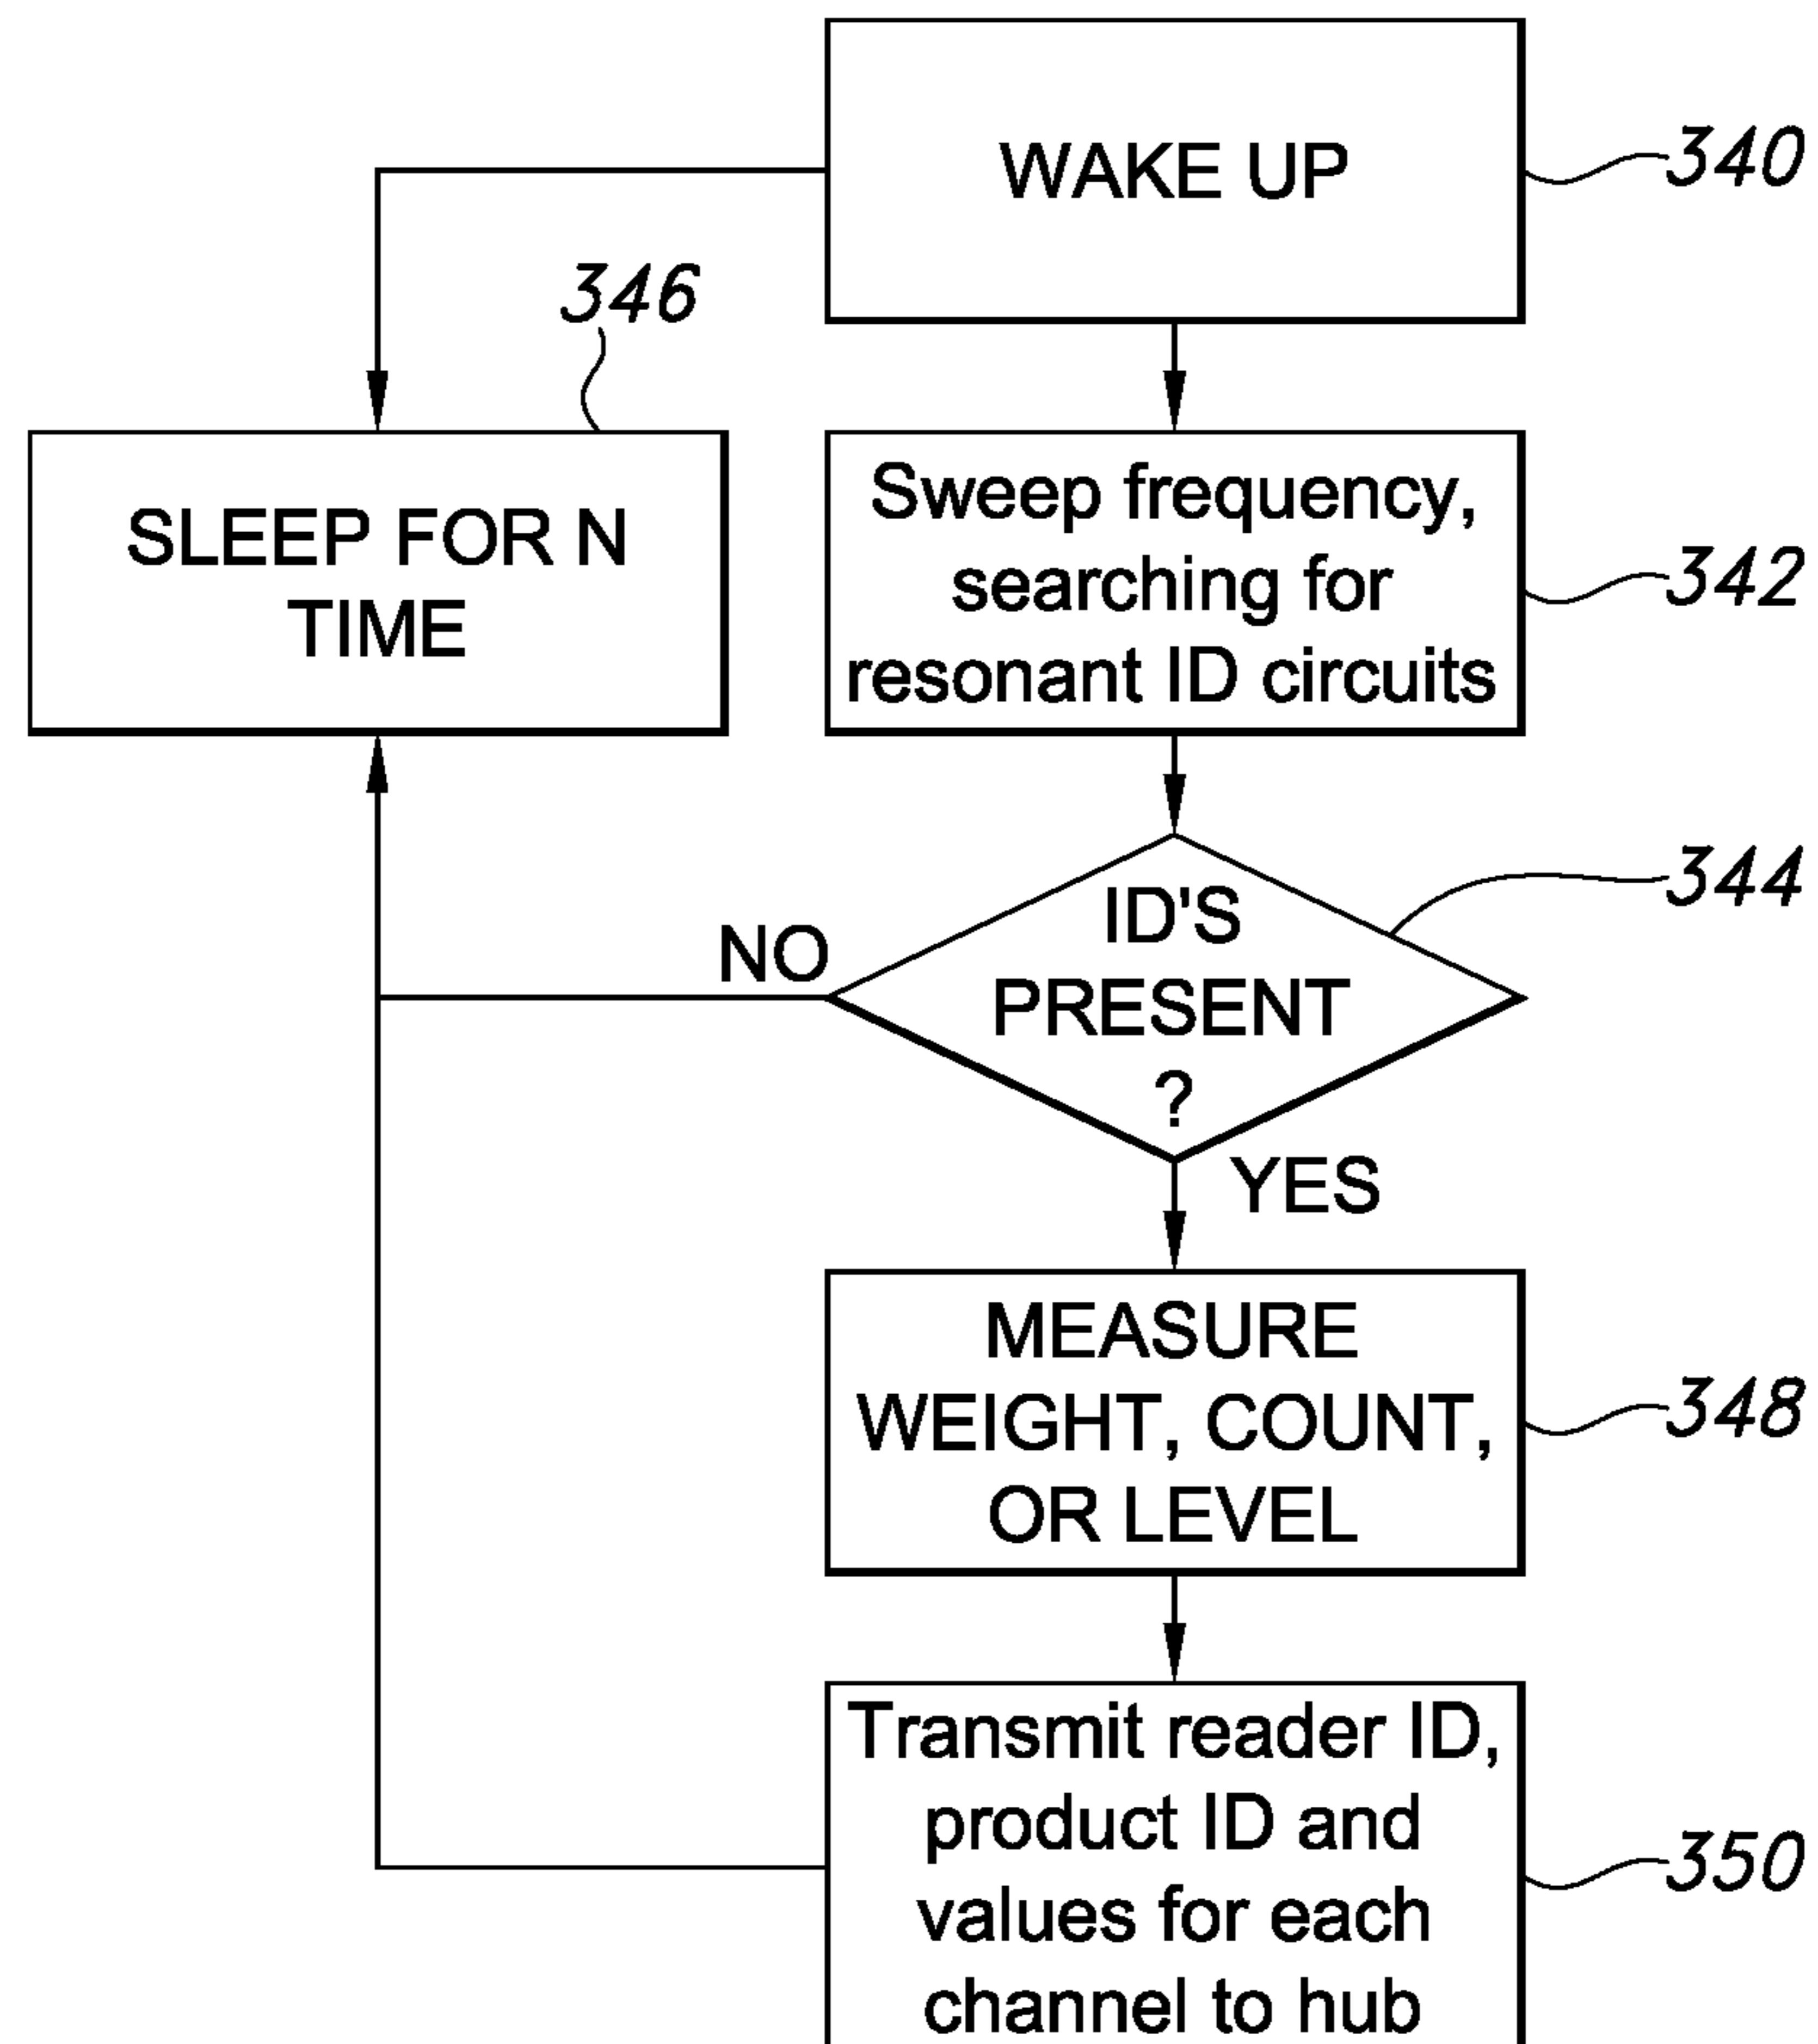 WAKE UP
340
346
SLEEP FOR N
TIME
Sweep frequency,
searching for
resonant ID circuits
342
ID'S
PRESENT
?
344
NO
YES
MEASURE
WEIGHT, COUNT,
OR LEVEL
348
Transmit reader ID,
product ID and
values for each
channel to hub
350